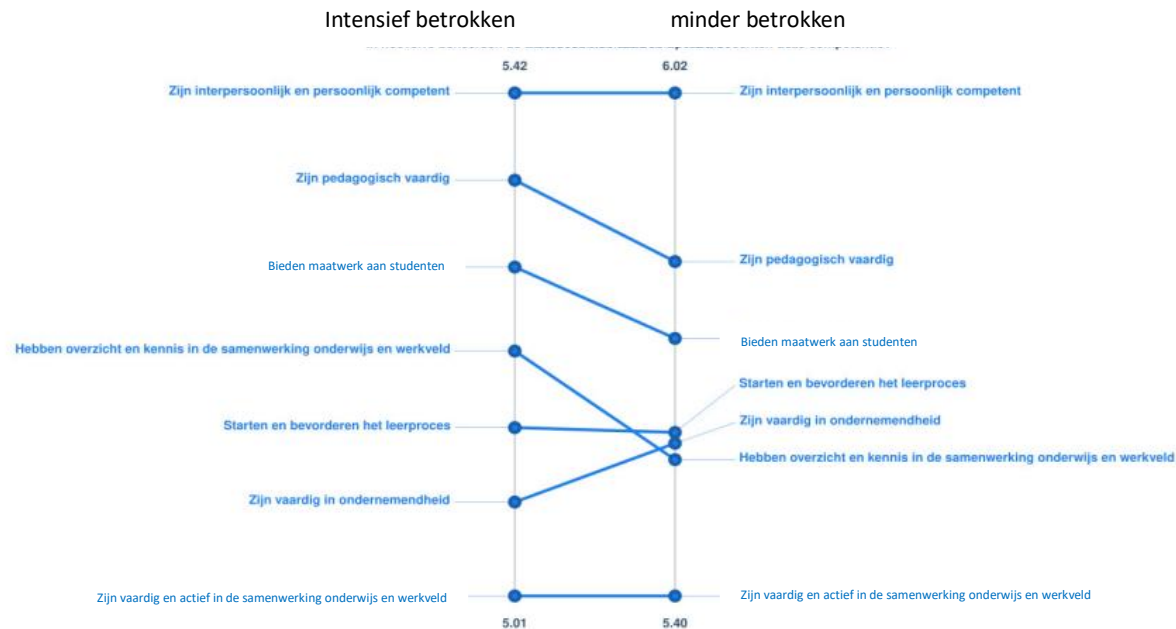 Intensief betrokken minder betrokken
5.42 6.02
Zijn interpersoonlijk en persoonlijk competent Zijn interpersoonlijk en persoonlijk competent
Zijn pedagogisch vaardig
Zijn pedagogisch vaardig
Bieden maatwerk aan studenten
Bieden maatwerk aan studenten
Hebben overzicht en kennis in de samenwerking onderwijs en werkveld
Starten en bevorderen het leerproces
Zijn vaardig in ondernemendheid
Starten en bevorderen het leerproces
Hebben overzicht en kennis in de samenwerking onderwijs en werkveld
Zijn vaardig in ondernemendheid
Zijn vaardig en actief in de samenwerking onderwijs en werkveld Zijn vaardig en actief in de samenwerking onderwijs en werkveld
5.01 5.40